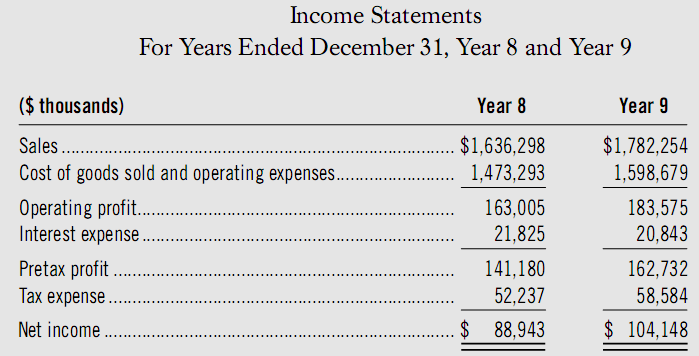 Income Statements
For Years Ended December 31, Year 8 and Year 9
($ thousands) Year 8 Year 9
Sales $1,636,298 $1,782,254
Cost of goods sold and operating expenses 1,473,293 1,598,679
Operating profit 163,005 183,575
Interest expense 21,825 20,843
Pretax profit 141,180 162,732
Tax expense 52,237 58,584
Net income $ 88,943 $ 104,148